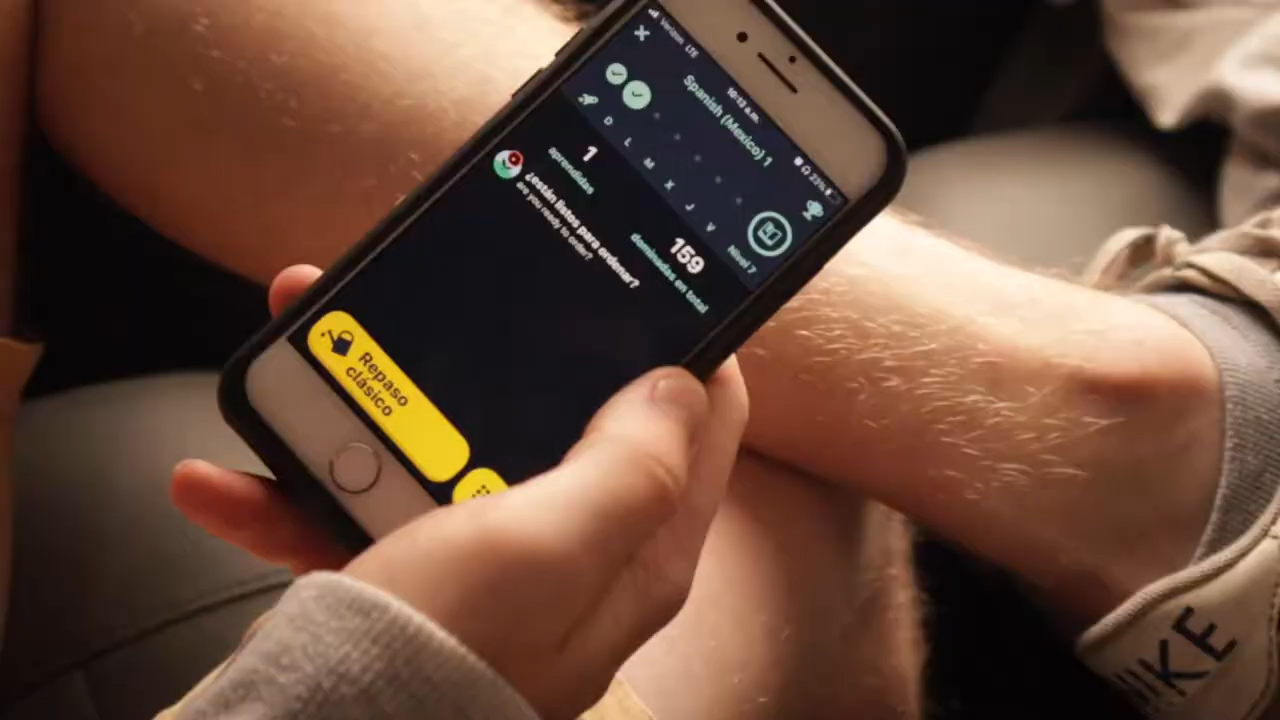 Verizon LTE
10:13 a.m.
22%
Spanish (Mexico) 1
D L M X J V
Nivel 7
1
aprendidas
159
dominadas en total
¿están listos para ordenar?
are you ready to order?
Repaso
clásico
NIKE